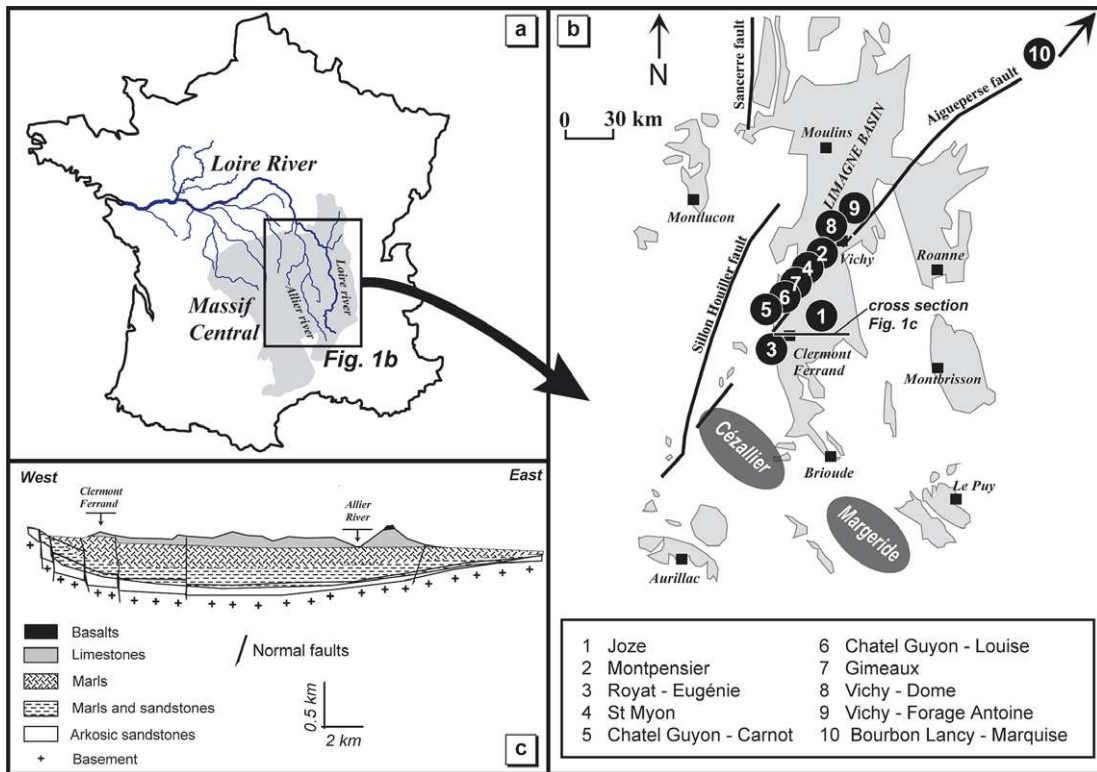 a
Loire River
Massif
Central
Allier river
Loire river
Fig. 1b
b
N
0 30 km
Sancerre fault
Aigueperse fault
10
Moulins
LIMAGNE BASIN
Montlucon
9
8
2
Vichy
4
7
6
5
1
3
Roanne
Sillon Houiller fault
cross section
Fig. 1c
Clermont
Ferrand
Montbrisson
Cézallier
Brioude
Le Puy
Margeride
Aurillac
1 Joze
2 Montpensier
3 Royat - Eugénie
4 St Myon
5 Chatel Guyon - Carnot
6 Chatel Guyon - Louise
7 Gimeaux
8 Vichy - Dome
9 Vichy - Forage Antoine
10 Bourbon Lancy - Marquise
West
East
Clermont
Ferrand
Allier
River
Basalts
Limestones
Marls
Marls and sandstones
Arkosic sandstones
+ Basement
Normal faults
0.5 km
2 km
c